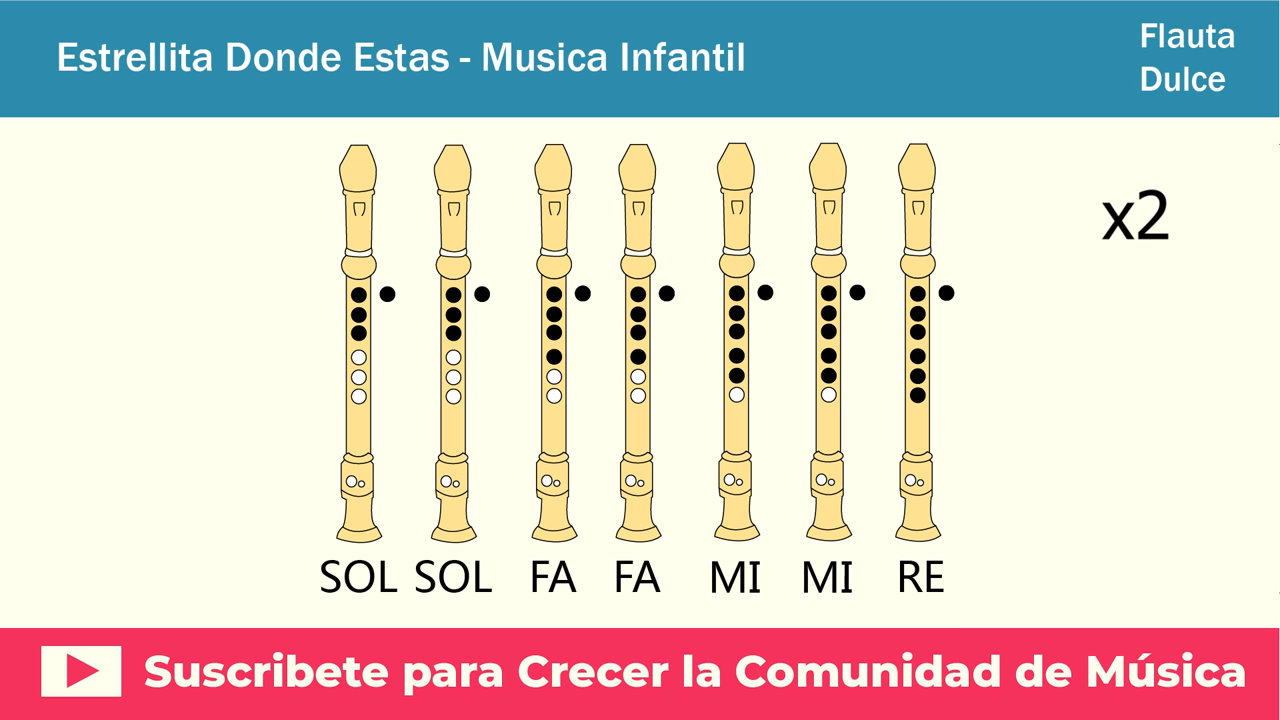 Estrellita Donde Estas - Musica Infantil
Flauta
Dulce
x2
SOL SOL FA FA MI MI RE
Suscribete para Crecer la Comunidad de Música